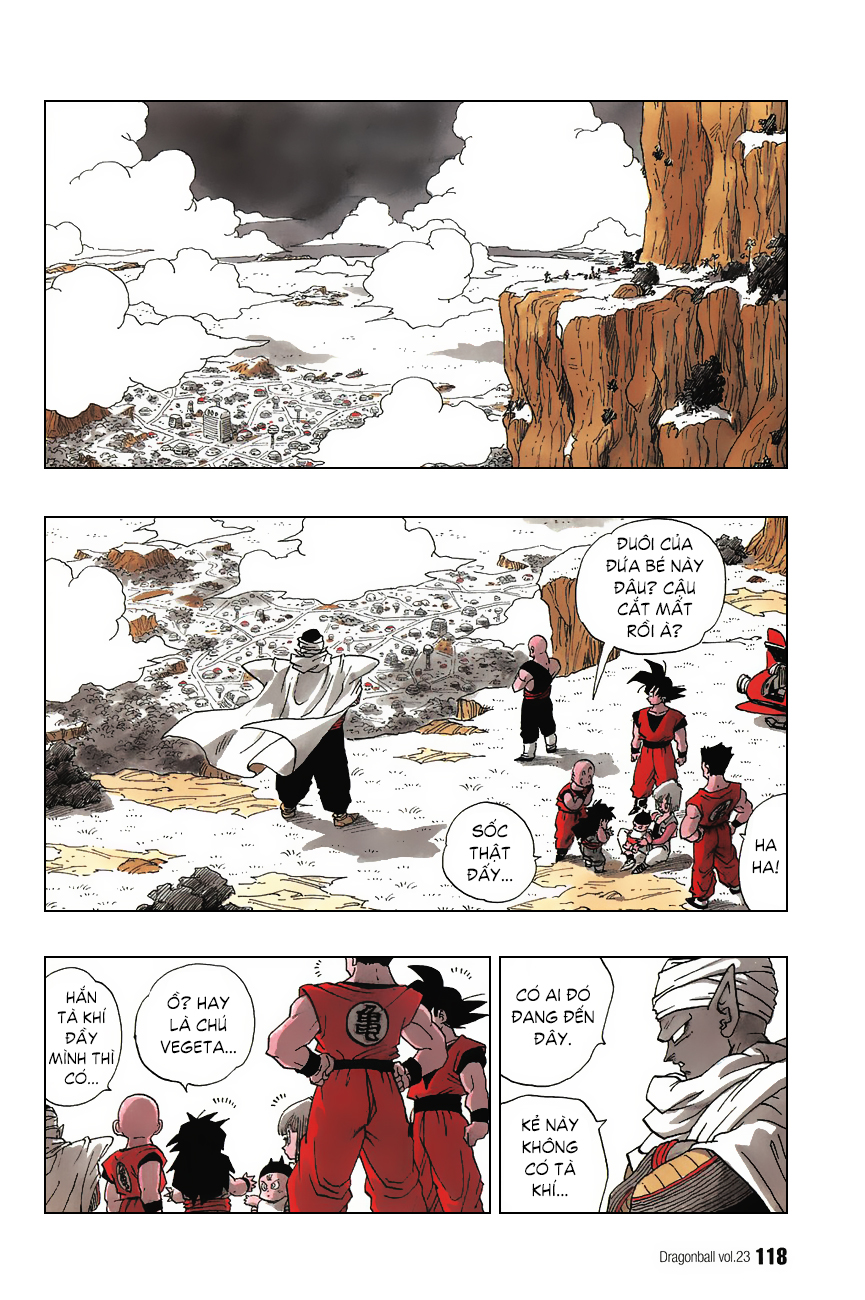 ĐUÔI CỦA
ĐỨA BÉ NÀY
ĐÂU? CẬU
CẮT MẤT
RỒI À?
SỐC
THẬT
ĐẤY...
HA
HA!
CÓ AI ĐÓ
ĐANG ĐẾN
ĐÂY.
KẺ NÀY
KHÔNG
CÓ TÀ
KHÍ...
Ồ? HAY
LÀ CHÚ
VEGETA...
HẮN
TÀ KHÍ
ĐẦY
MÌNH THÌ
CÓ...
亀
Dragonball vol.23 118